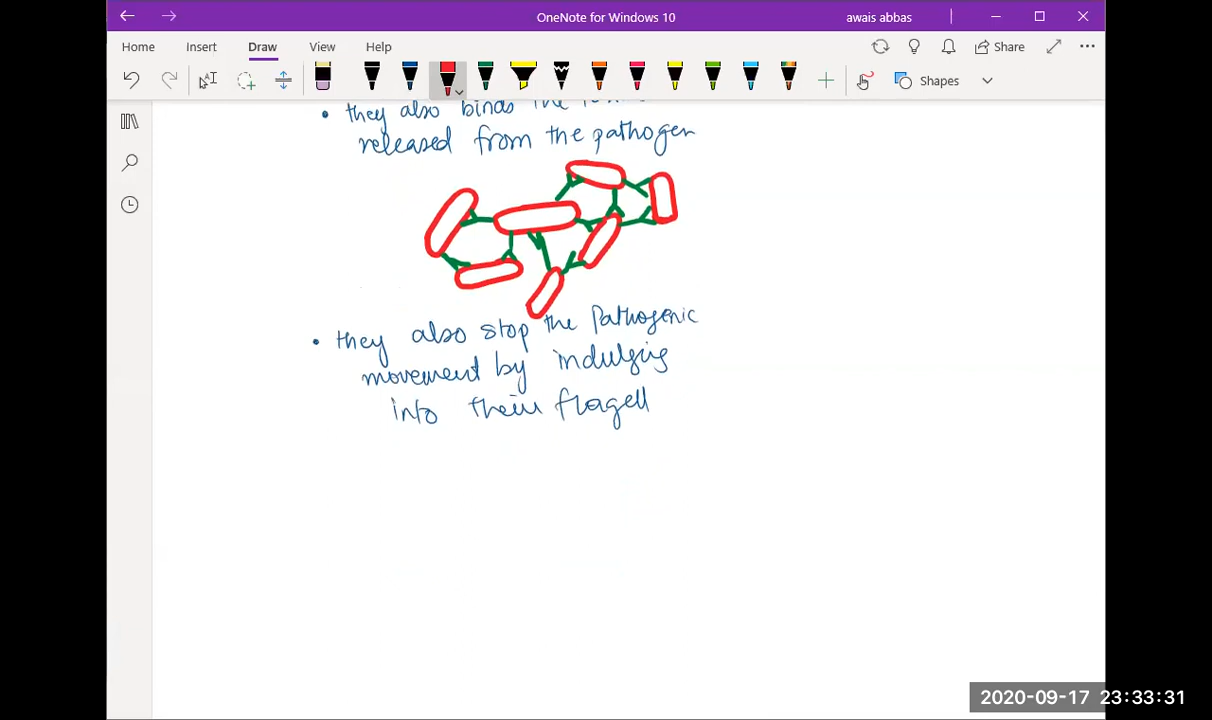 OneNote for Windows 10
awais abbas
Home Insert Draw View Help
Share
Shapes
• they also binds the
released from the pathogen
• they also stop the Pathogenic
movement by indulging
into their flagell
2020-09-17 23:33:31